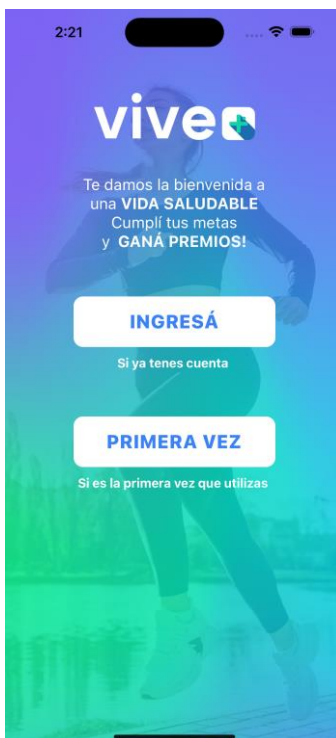 2:21
vive+
Te damos la bienvenida a
una VIDA SALUDABLE
Cumplí tus metas
y GANÁ PREMIOS!
INGRESÁ
Si ya tenes cuenta
PRIMERA VEZ
Si es la primera vez que utilizas